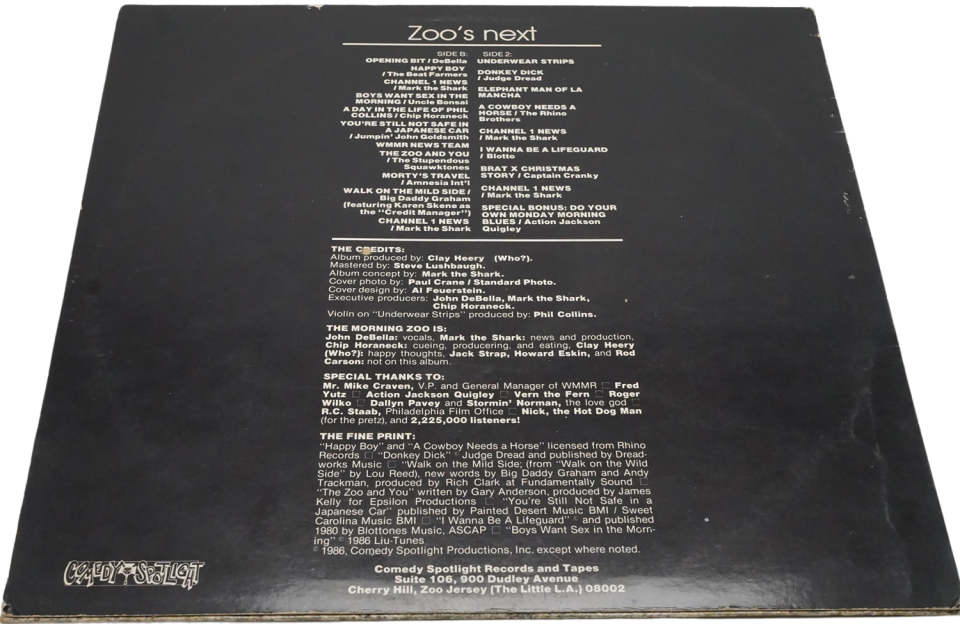 Zoo's next
SIDE B:
OPENING BIT / DeBella
HAPPY BOY
/ The Beat Farmers
CHANNEL 1 NEWS
/ Mark the Shark
BOYS WANT SEX IN THE
MORNING / Uncle Bonsai
A DAY IN THE LIFE OF PHIL
COLLINS / Chip Horaneck
YOU'RE STILL NOT SAFE IN
A JAPANESE CAR
/ Jumpin' John Goldsmith
WMMR NEWS TEAM
THE ZOO AND YOU
/ The Stupendous
Squawktones
MORTY'S TRAVEL
/ Amnesia Int'l
WALK ON THE MILD SIDE /
Big Daddy Graham
(featuring Karen Skene as
the "Credit Manager")
CHANNEL 1 NEWS
/ Mark the Shark
SIDE 2:
UNDERWEAR STRIPS
DONKEY DICK
/ Judge Dread
ELEPHANT MAN OF LA
MANCHA
A COWBOY NEEDS A
HORSE / The Rhino
Brothers
CHANNEL 1 NEWS
/ Mark the Shark
I WANNA BE A LIFEGUARD
/ Blotto
BRAT X CHRISTMAS
STORY / Captain Cranky
CHANNEL 1 NEWS
/ Mark the Shark
SPECIAL BONUS: DO YOUR
OWN MONDAY MORNING
BLUES / Action Jackson
Quigley
THE CREDITS:
Album produced by: Clay Heery (Who?).
Mastered by: Steve Lushbaugh.
Album concept by: Mark the Shark.
Cover photo by: Paul Crane / Standard Photo.
Cover design by: Al Feuerstein.
Executive producers: John DeBella, Mark the Shark,
Chip Horaneck.
Violin on "Underwear Strips" produced by: Phil Collins.
THE MORNING ZOO IS:
John DeBella: vocals, Mark the Shark: news and production,
Chip Horaneck: cueing, producering, and eating, Clay Heery
(Who?): happy thoughts, Jack Strap, Howard Eskin, and Rod
Carson: not on this album.
SPECIAL THANKS TO:
Mr. Mike Craven, V.P. and General Manager of WMMR □ Fred
Yutz □ Action Jackson Quigley □ Vern the Fern □ Roger
Wilko □ Dallyn Pavey and Stormin' Norman, the love god □
R.C. Staab, Philadelphia Film Office □ Nick, the Hot Dog Man
(for the pretz), and 2,225,000 listeners!
THE FINE PRINT:
"Happy Boy" and "A Cowboy Needs a Horse" licensed from Rhino
Records □ "Donkey Dick" © Judge Dread and published by Dread-
works Music □ "Walk on the Mild Side; (from "Walk on the Wild
Side" by Lou Reed), new words by Big Daddy Graham and Andy
Trackman, produced by Rich Clark at Fundamentally Sound □
"The Zoo and You" written by Gary Anderson, produced by James
Kelly for Epsilon Productions □ "You're Still Not Safe in a
Japanese Car" published by Painted Desert Music BMI / Sweet
Carolina Music BMI □ "I Wanna Be A Lifeguard" © and published
1980 by Blottones Music, ASCAP □ "Boys Want Sex in the Morn-
ing" © 1986 Liu-Tunes
© 1986, Comedy Spotlight Productions, Inc. except where noted.
COMEDY SPOTLIGHT
Comedy Spotlight Records and Tapes
Suite 106, 900 Dudley Avenue
Cherry Hill, Zoo Jersey (The Little L.A.) 08002